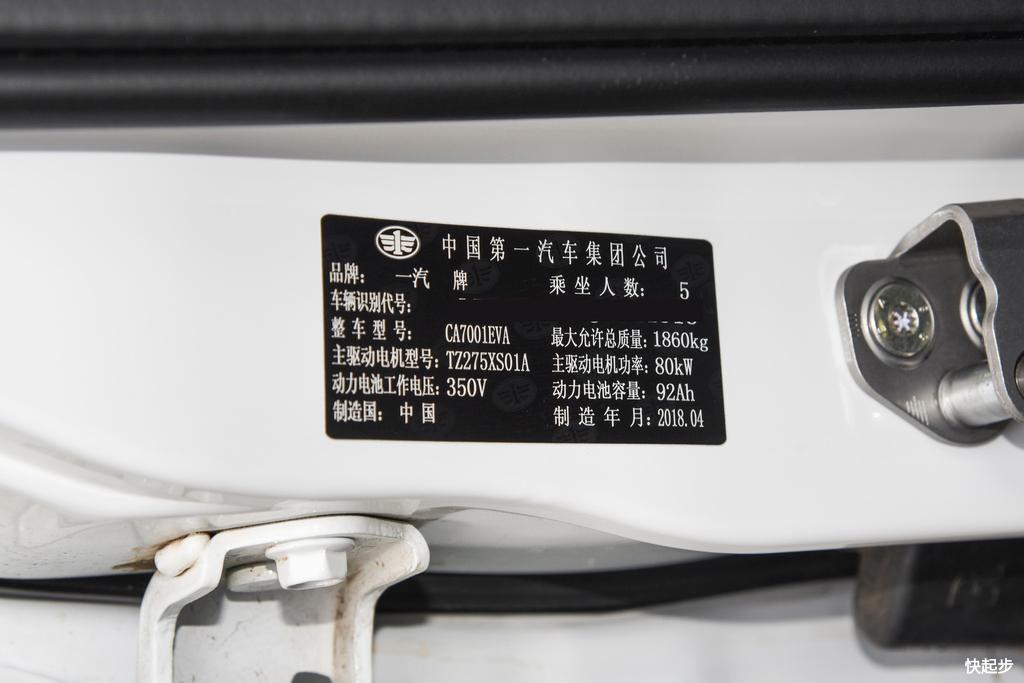 中国第一汽车集团公司
品牌: 一汽 牌 乘坐人数: 5
车辆识别代号:
整车型号: CA7001EVA 最大允许总质量: 1860kg
主驱动电机型号: TZ275XS01A 主驱动电机功率: 80kW
动力电池工作电压: 350V 动力电池容量: 92Ah
制造国: 中国 制造年月: 2018.04
快起步